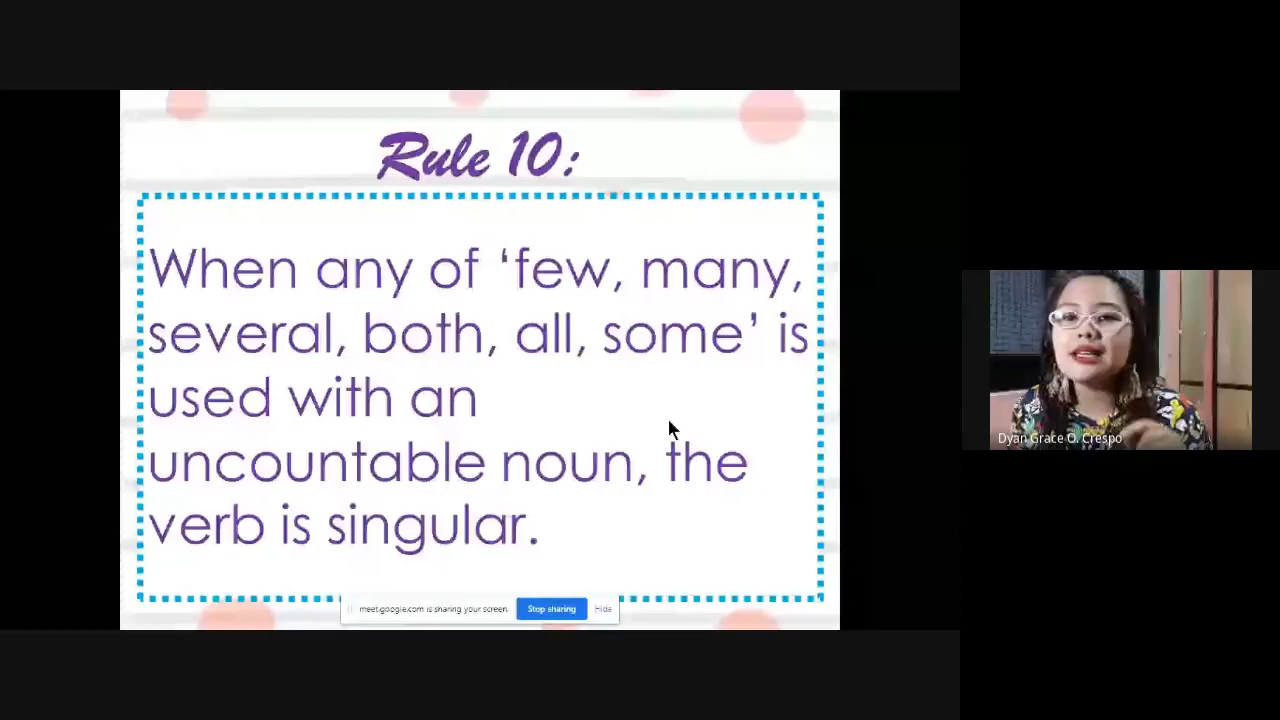 Rule 10:
When any of ‘few, many,
several, both, all, some’ is
used with an
uncountable noun, the
verb is singular.
meet.google.com is sharing your screen
Stop sharing
Hide
Dyan Grace O. Crespo